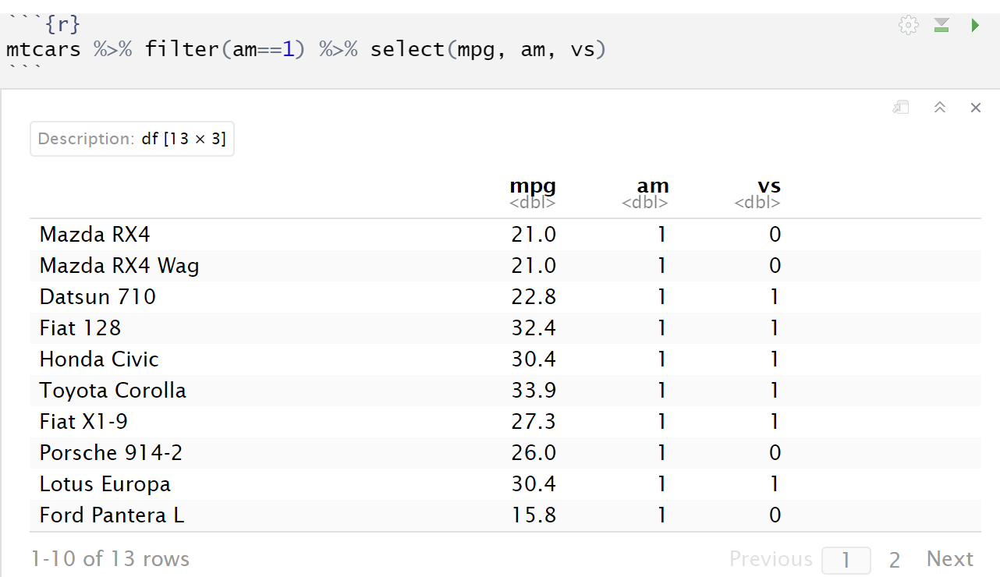 ```{r}
mtcars %>% filter(am==1) %>% select(mpg, am, vs)
```
Description: df [13 × 3]
mpg am vs
<dbl> <dbl> <dbl>
Mazda RX4 21.0 1 0
Mazda RX4 Wag 21.0 1 0
Datsun 710 22.8 1 1
Fiat 128 32.4 1 1
Honda Civic 30.4 1 1
Toyota Corolla 33.9 1 1
Fiat X1-9 27.3 1 1
Porsche 914-2 26.0 1 0
Lotus Europa 30.4 1 1
Ford Pantera L 15.8 1 0
1-10 of 13 rows Previous 1 2 Next